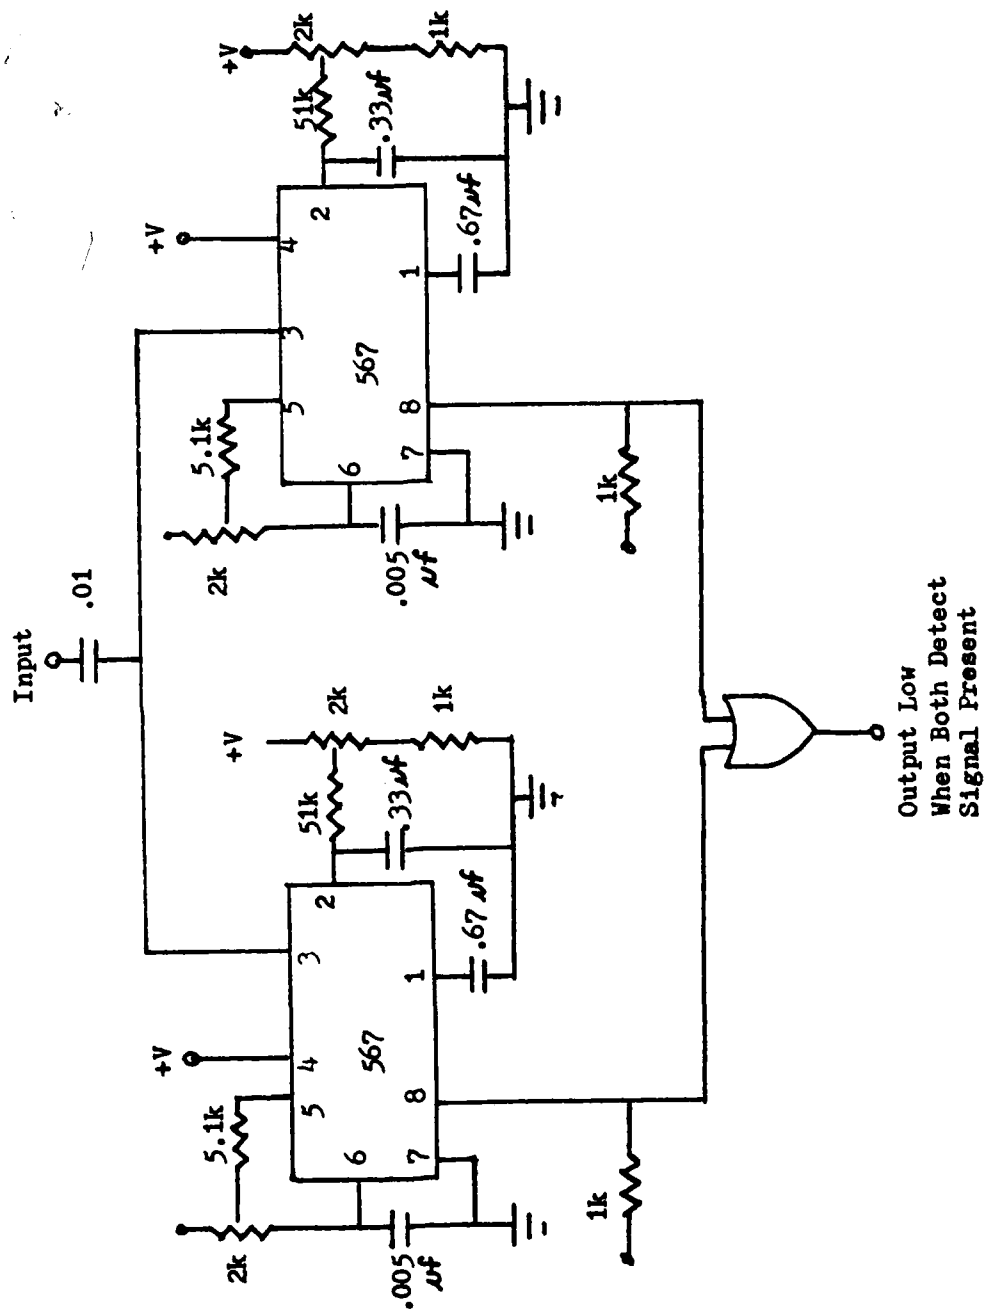 Input
.01
+V
5.1k
2k
5
4
3
6
567
2
7
8
1
.005
µf
+V
2k
51k
1k
.33µf
.67 µf
1k
+V
5.1k
2k
5
3
4
6
567
2
7
8
1
.005
µf
+V
2k
51k
1k
.33µf
.67µf
1k
Output Low
When Both Detect
Signal Present